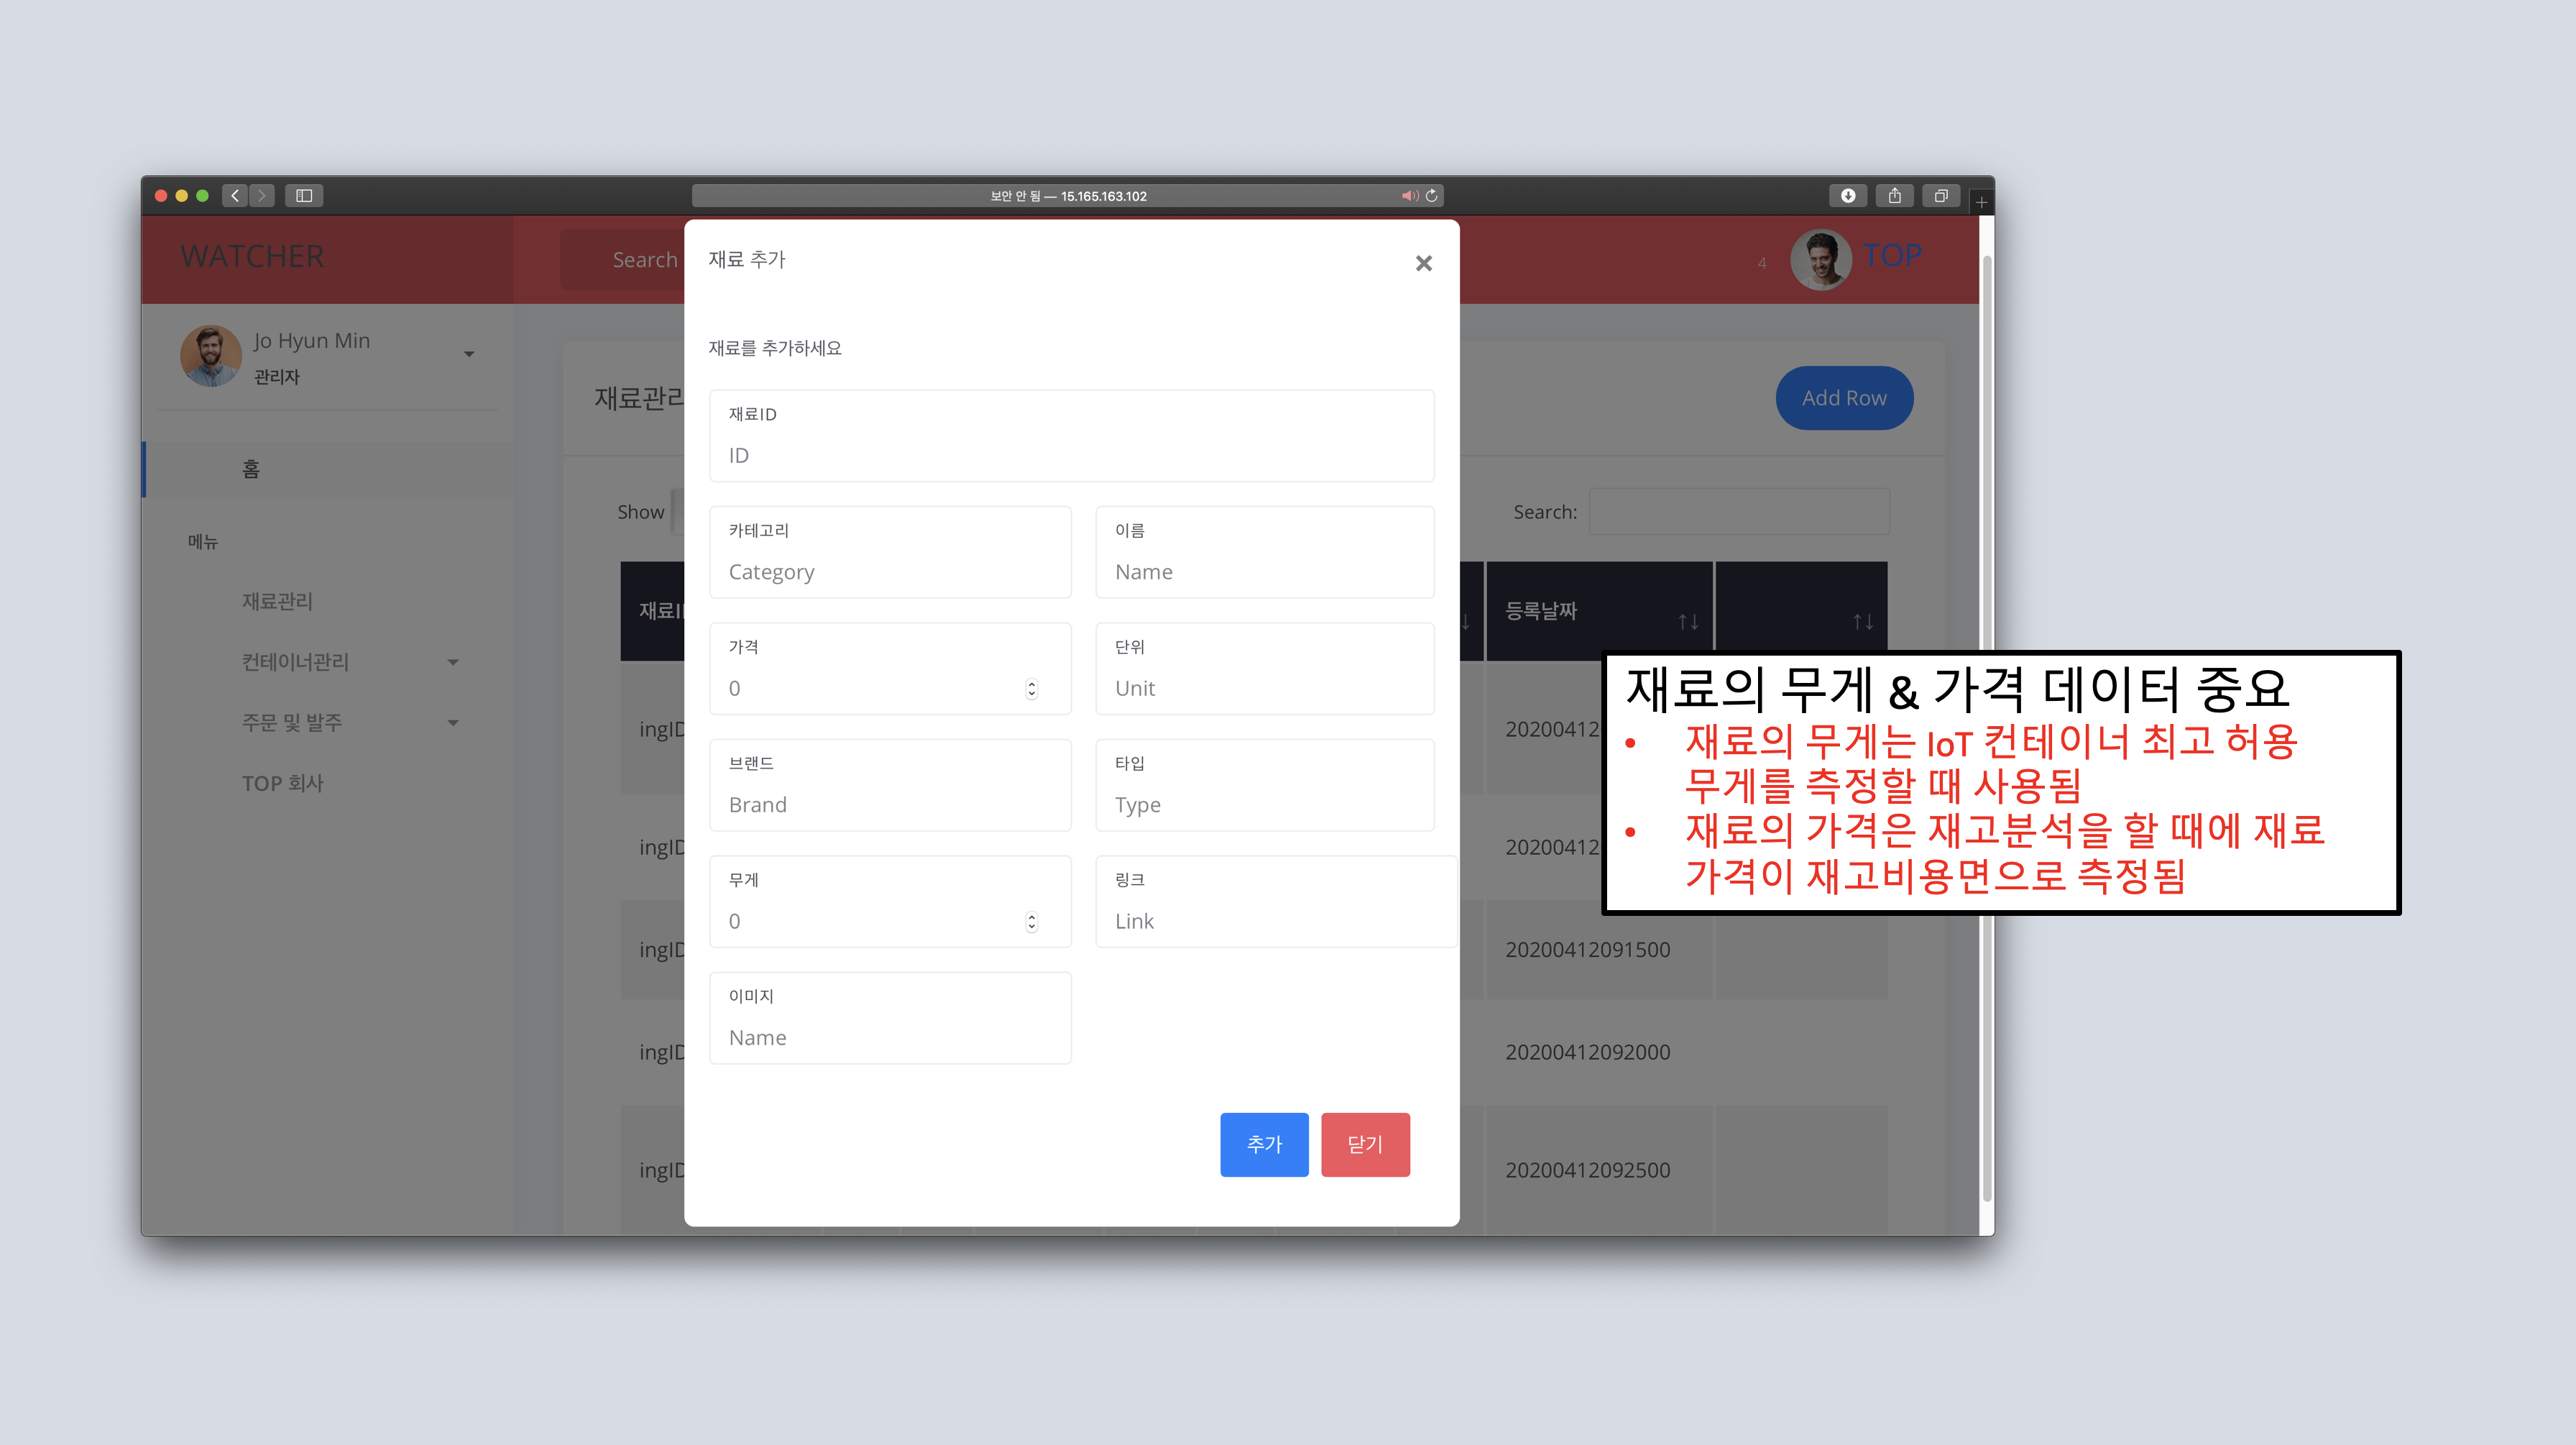 보안 안 됨 — 15.165.163.102
WATCHER
Search
4
TOP
Jo Hyun Min
관리자
홈
메뉴
재료관리
컨테이너관리
주문 및 발주
TOP 회사
재료관리
Add Row
Show
Search:
재료I
등록날짜
ingID
20200412
ingID
20200412
ingID
20200412091500
ingID
20200412092000
ingID
20200412092500
재료 추가
재료를 추가하세요
재료ID
ID
카테고리
Category
이름
Name
가격
0
단위
Unit
브랜드
Brand
타입
Type
무게
0
링크
Link
이미지
Name
추가
닫기
재료의 무게 & 가격 데이터 중요
• 재료의 무게는 IoT 컨테이너 최고 허용
무게를 측정할 때 사용됨
• 재료의 가격은 재고분석을 할 때에 재료
가격이 재고비용면으로 측정됨